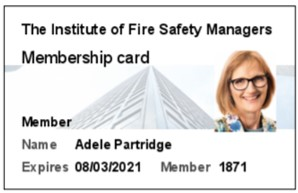 The Institute of Fire Safety Managers
Membership card
Member
Name Adele Partridge
Expires 08/03/2021 Member 1871